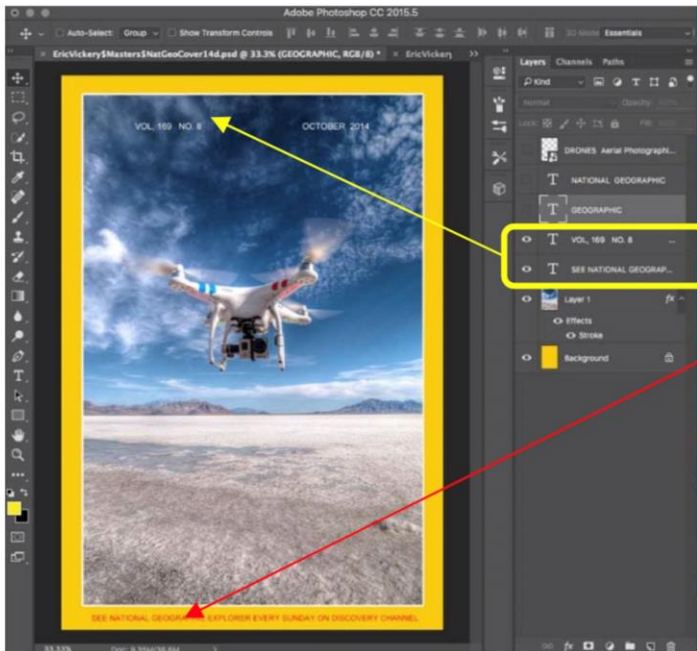 Adobe Photoshop CC 2015.5
Auto-Select: Group Show Transform Controls 3D Mode Essentials
EricVickery$Masters$NatGeoCover14d.psd @ 33.3% (GEOGRAPHIC, RGB/8) * EricVickery
Layers Channels Paths
Kind
Normal Opacity:
Lock: Fill:
VOL, 169 NO. 8 OCTOBER 2014
DRONES Aerial Photographi...
NATIONAL GEOGRAPHIC
GEOGRAPHIC
VOL, 169 NO. 8 ...
SEE NATIONAL GEOGRAP...
Layer 1 fx
Effects
Stroke
Background
SEE NATIONAL GEOGRAPHIC EXPLORER EVERY SUNDAY ON DISCOVERY CHANNEL
33.33%